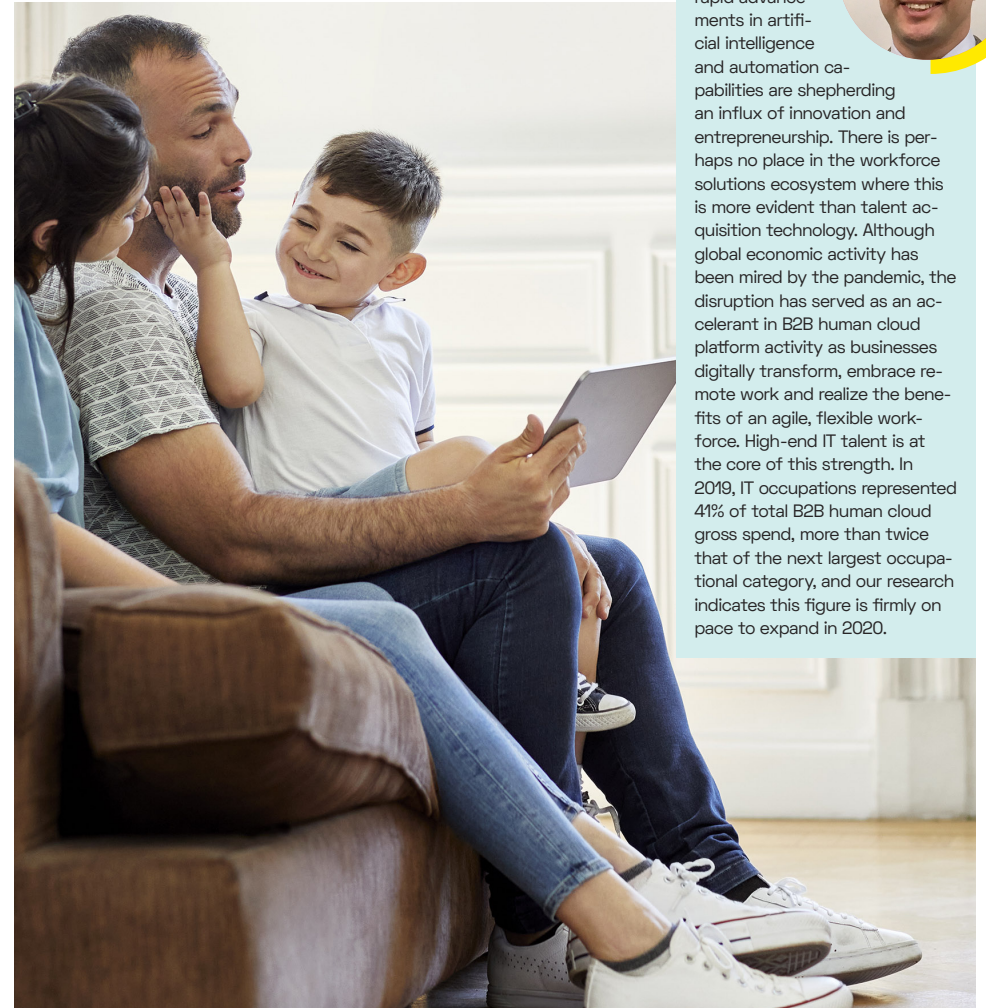 rapid advance-
ments in artifi-
cial intelligence
and automation ca-
pabilities are shepherding
an influx of innovation and
entrepreneurship. There is per-
haps no place in the workforce
solutions ecosystem where this
is more evident than talent ac-
quisition technology. Although
global economic activity has
been mired by the pandemic, the
disruption has served as an ac-
celerant in B2B human cloud
platform activity as businesses
digitally transform, embrace re-
mote work and realize the bene-
fits of an agile, flexible work-
force. High-end IT talent is at
the core of this strength. In
2019, IT occupations represented
41% of total B2B human cloud
gross spend, more than twice
that of the next largest occupa-
tional category, and our research
indicates this figure is firmly on
pace to expand in 2020.